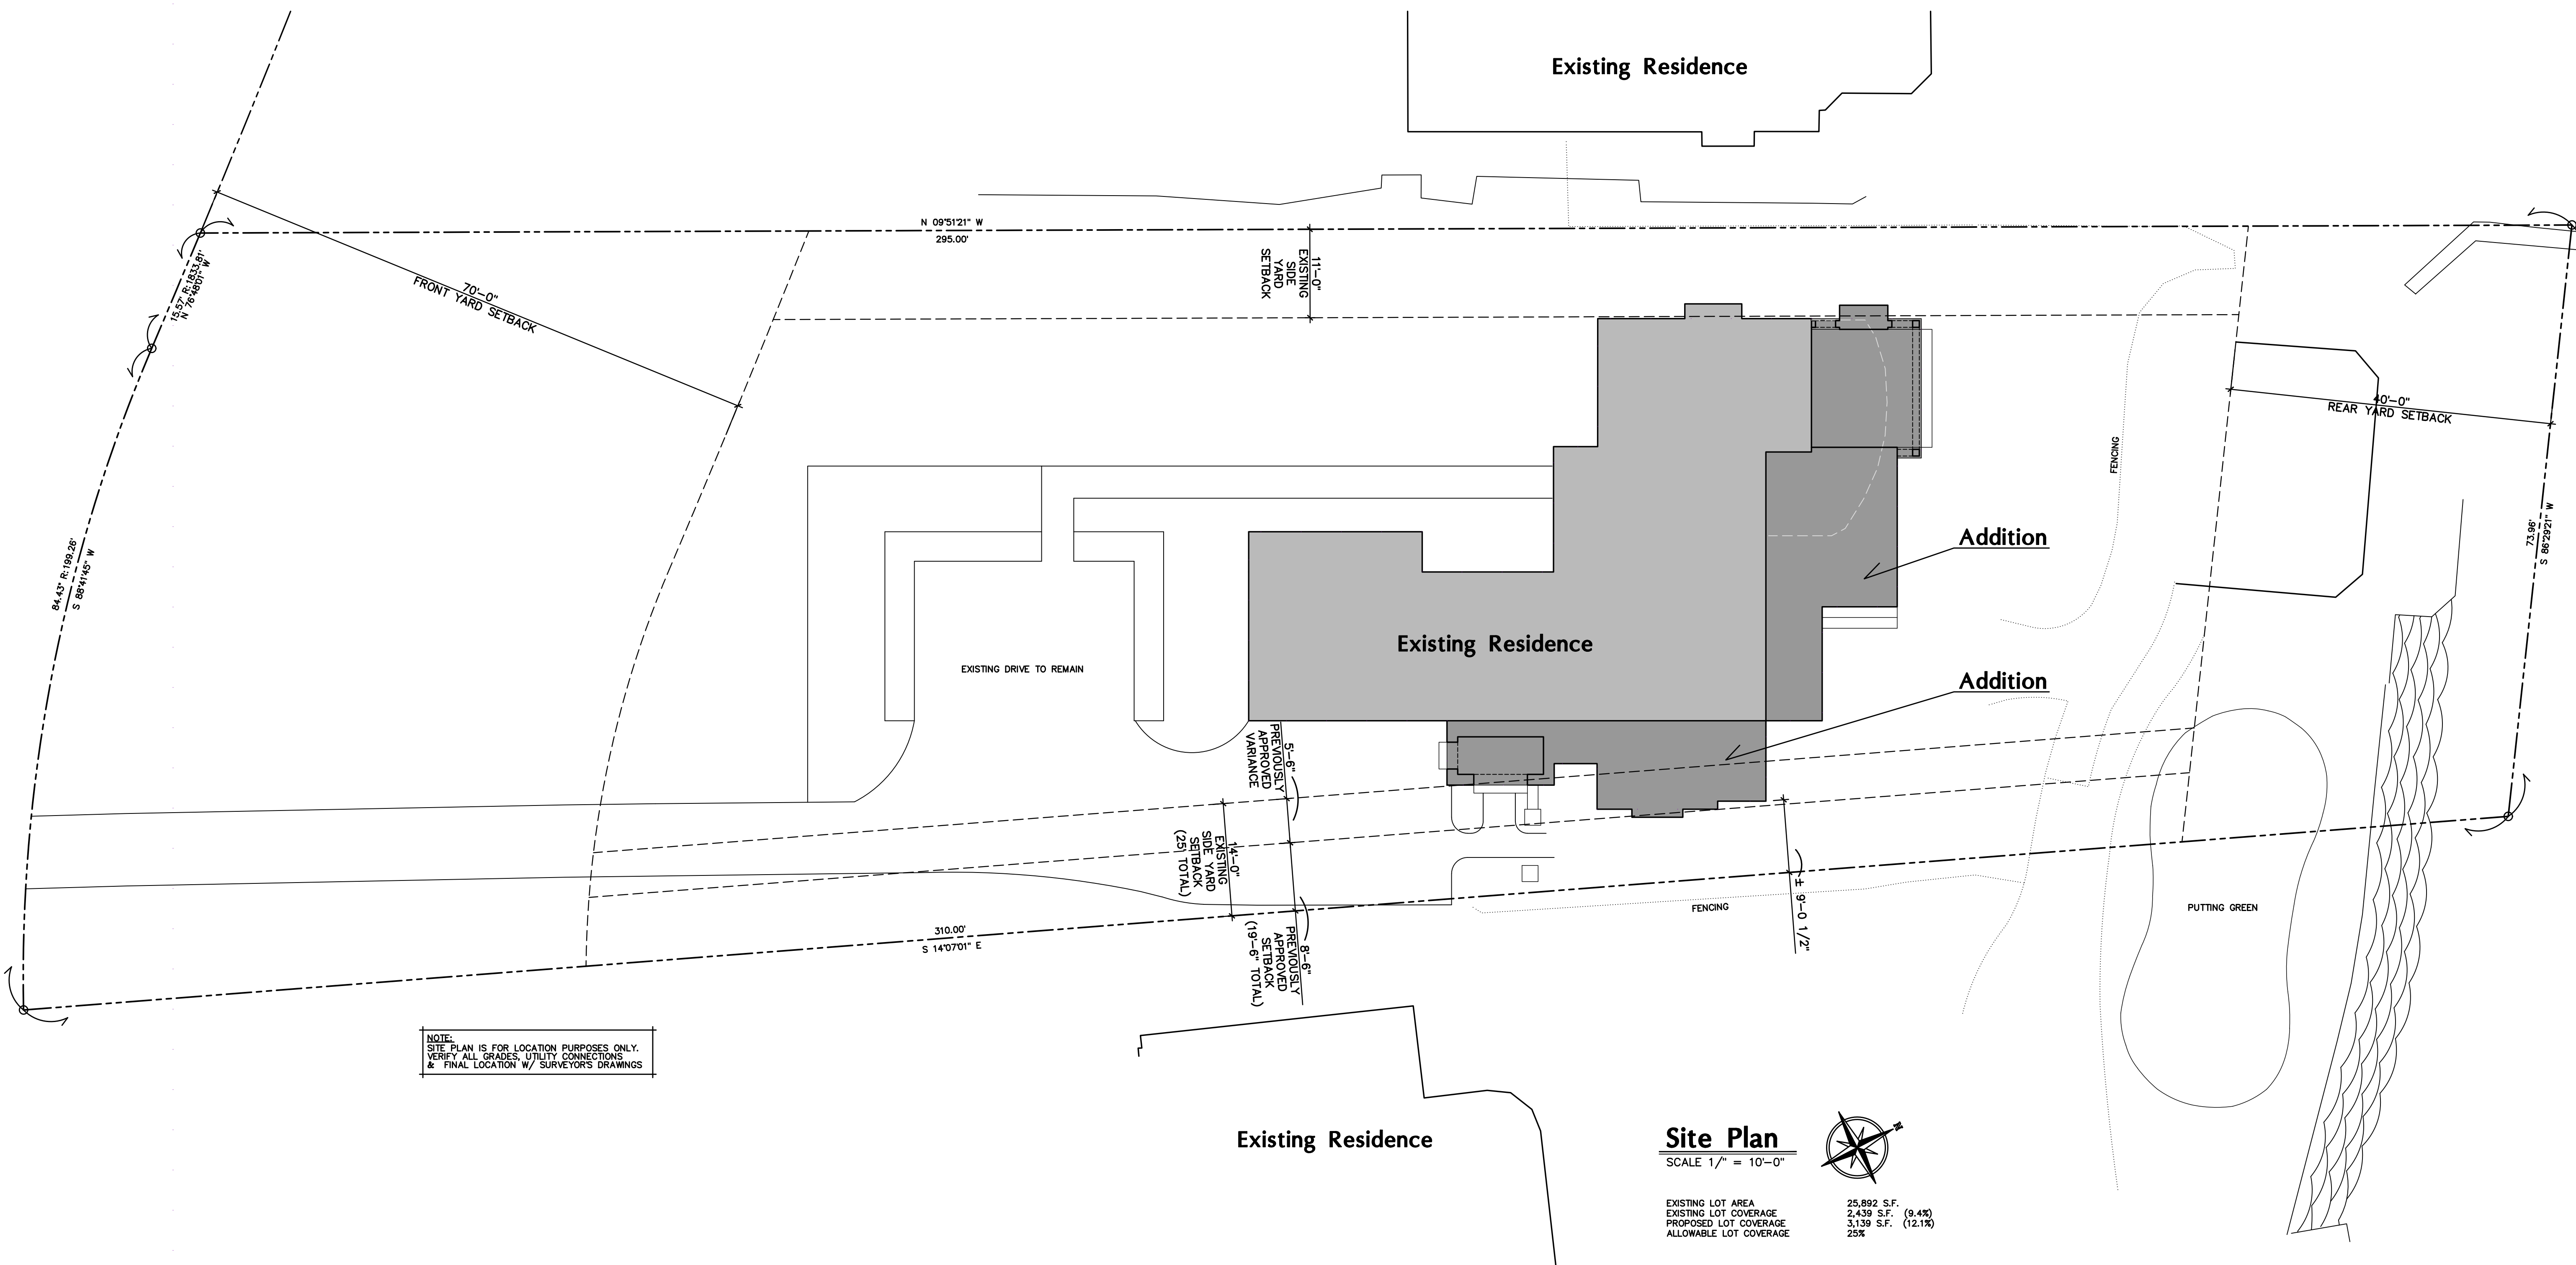 Existing Residence
N 09°51'21" W
295.00'
15.57' R:1833.81'
N 76°48'01" W
70'-0"
FRONT YARD SETBACK
11'-0"
EXISTING
SIDE
YARD
SETBACK
40'-0"
REAR YARD SETBACK
FENCING
73.96'
S 86°29'21" W
84.43" R:199.26'
S 88°41'45" W
Addition
Existing Residence
EXISTING DRIVE TO REMAIN
Addition
5'-6"
PREVIOUSLY
APPROVED
VARIANCE
14'-0"
EXISTING
SIDE YARD
SETBACK
(25' TOTAL)
8'-6"
PREVIOUSLY
APPROVED
SETBACK
(19'-6" TOTAL)
± 9'-0 1/2"
FENCING
PUTTING GREEN
310.00'
S 14°07'01" E
NOTE:
SITE PLAN IS FOR LOCATION PURPOSES ONLY.
VERIFY ALL GRADES, UTILITY CONNECTIONS
& FINAL LOCATION W/ SURVEYOR'S DRAWINGS
Existing Residence
Site Plan
SCALE 1/" = 10'-0"
N
EXISTING LOT AREA 25,892 S.F.
EXISTING LOT COVERAGE 2,439 S.F. (9.4%)
PROPOSED LOT COVERAGE 3,139 S.F. (12.1%)
ALLOWABLE LOT COVERAGE 25%